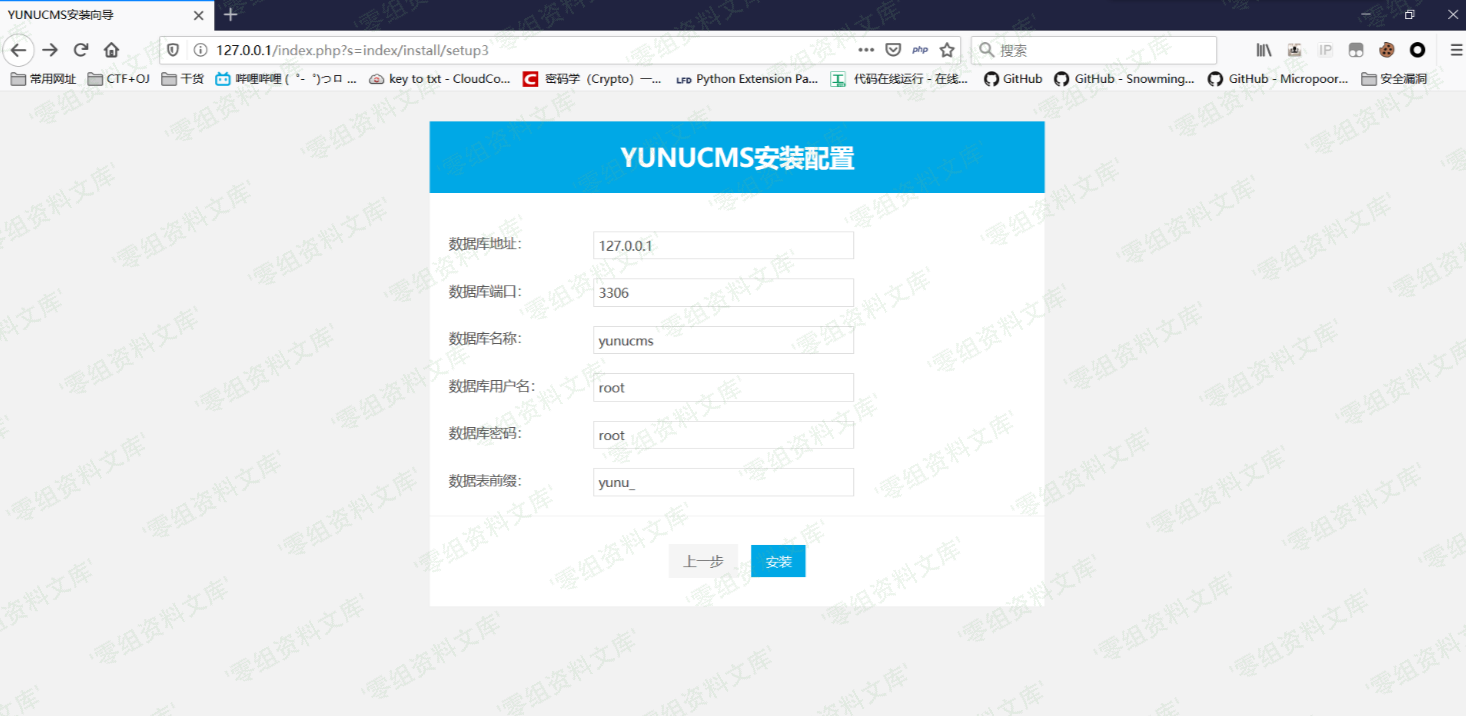 YUNUCMS安装向导
127.0.0.1/index.php?s=index/install/setup3
php
搜索
IP
常用网址 CTF+OJ 干货 哔哩哔哩 ( ゜- ゜)つロ ... key to txt - CloudCo... 密码学（Crypto）一... LFD Python Extension Pa... 代码在线运行 - 在线... GitHub GitHub - Snowming... GitHub - Micropoor... 安全漏洞
YUNUCMS安装配置
数据库地址： 127.0.0.1
数据库端口： 3306
数据库名称： yunucms
数据库用户名： root
数据库密码： root
数据表前缀： yunu_
上一步 安装
'零组资料文库'